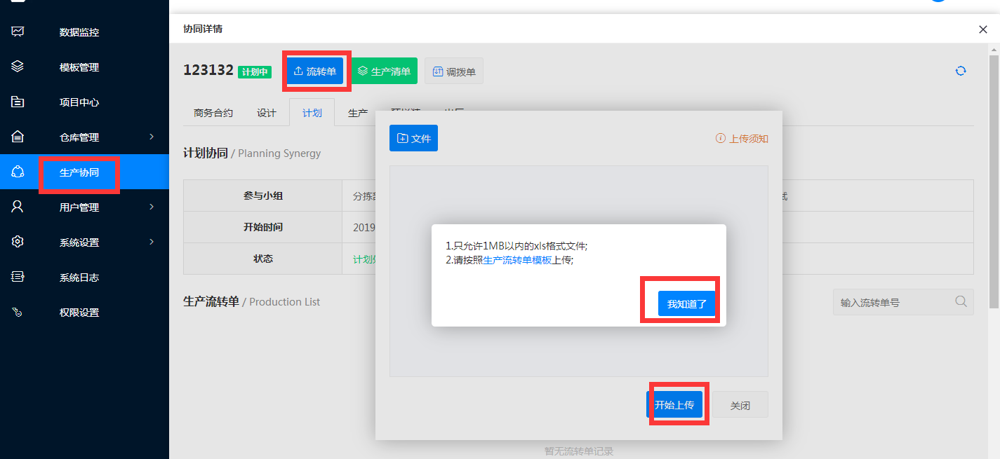 数据监控
模板管理
项目中心
仓库管理
生产协同
用户管理
系统设置
系统日志
权限设置
协同详情
123132 计划中 流转单 生产清单 调拨单
商务合约 设计 计划 生产
计划协同 / Planning Synergy
参与小组 分拣
开始时间 2019
状态 计划
生产流转单 / Production List
输入流转单号
文件
上传须知
1.只允许1MB以内的xls格式文件;
2.请按照生产流转单模板上传;
我知道了
开始上传 关闭
暂无流转单记录